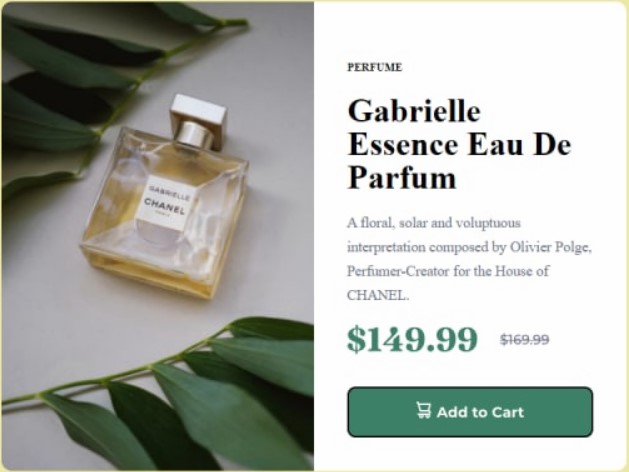 GABRIELLE
CHANEL
PARIS
PERFUME
Gabrielle
Essence Eau De
Parfum
A floral, solar and voluptuous
interpretation composed by Olivier Polge,
Perfumer-Creator for the House of
CHANEL.
$149.99 $169.99
Add to Cart